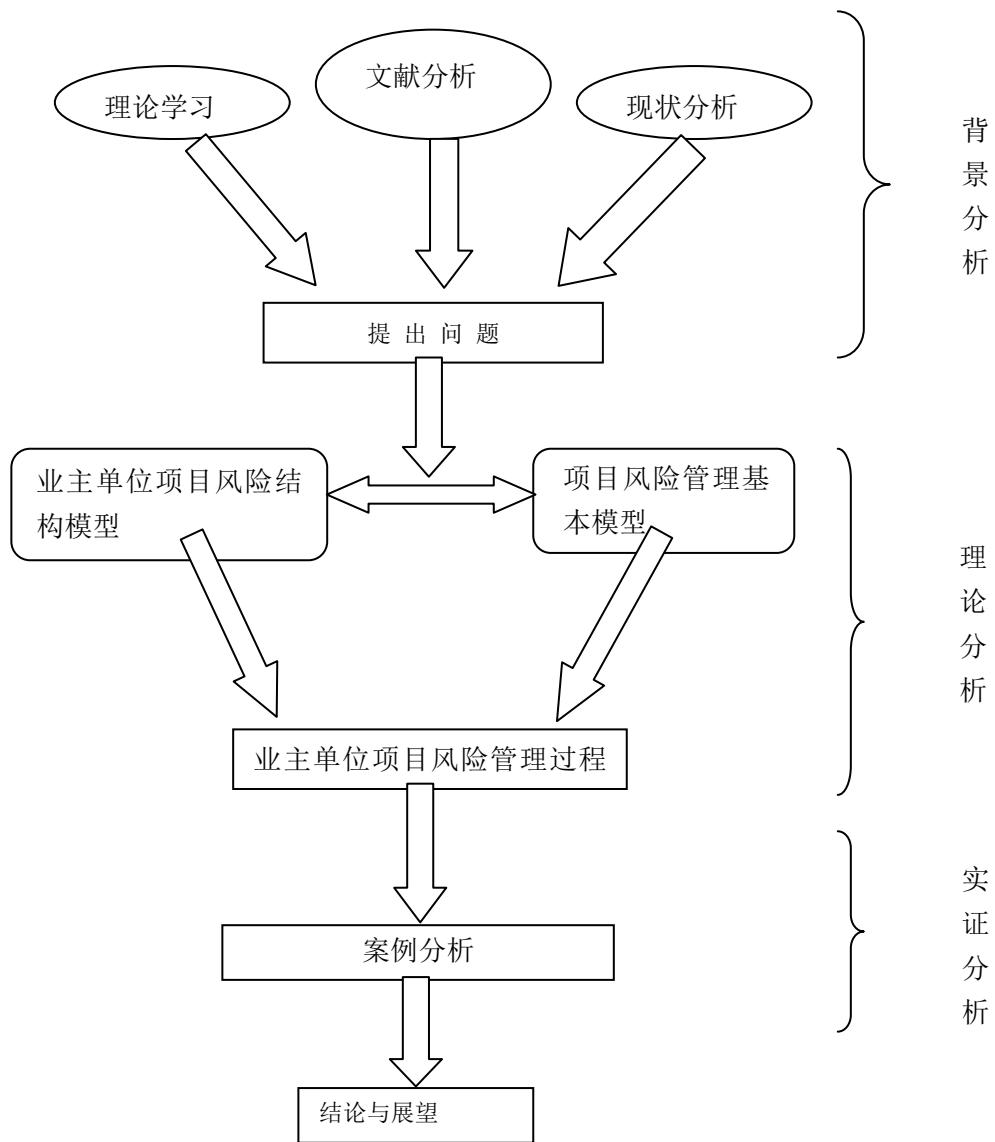 理论学习
文献分析
现状分析
背
景
分
析
提 出 问 题
业主单位项目风险结
构模型
项目风险管理基
本模型
理
论
分
析
业主单位项目风险管理过程
实
证
分
析
案例分析
结论与展望